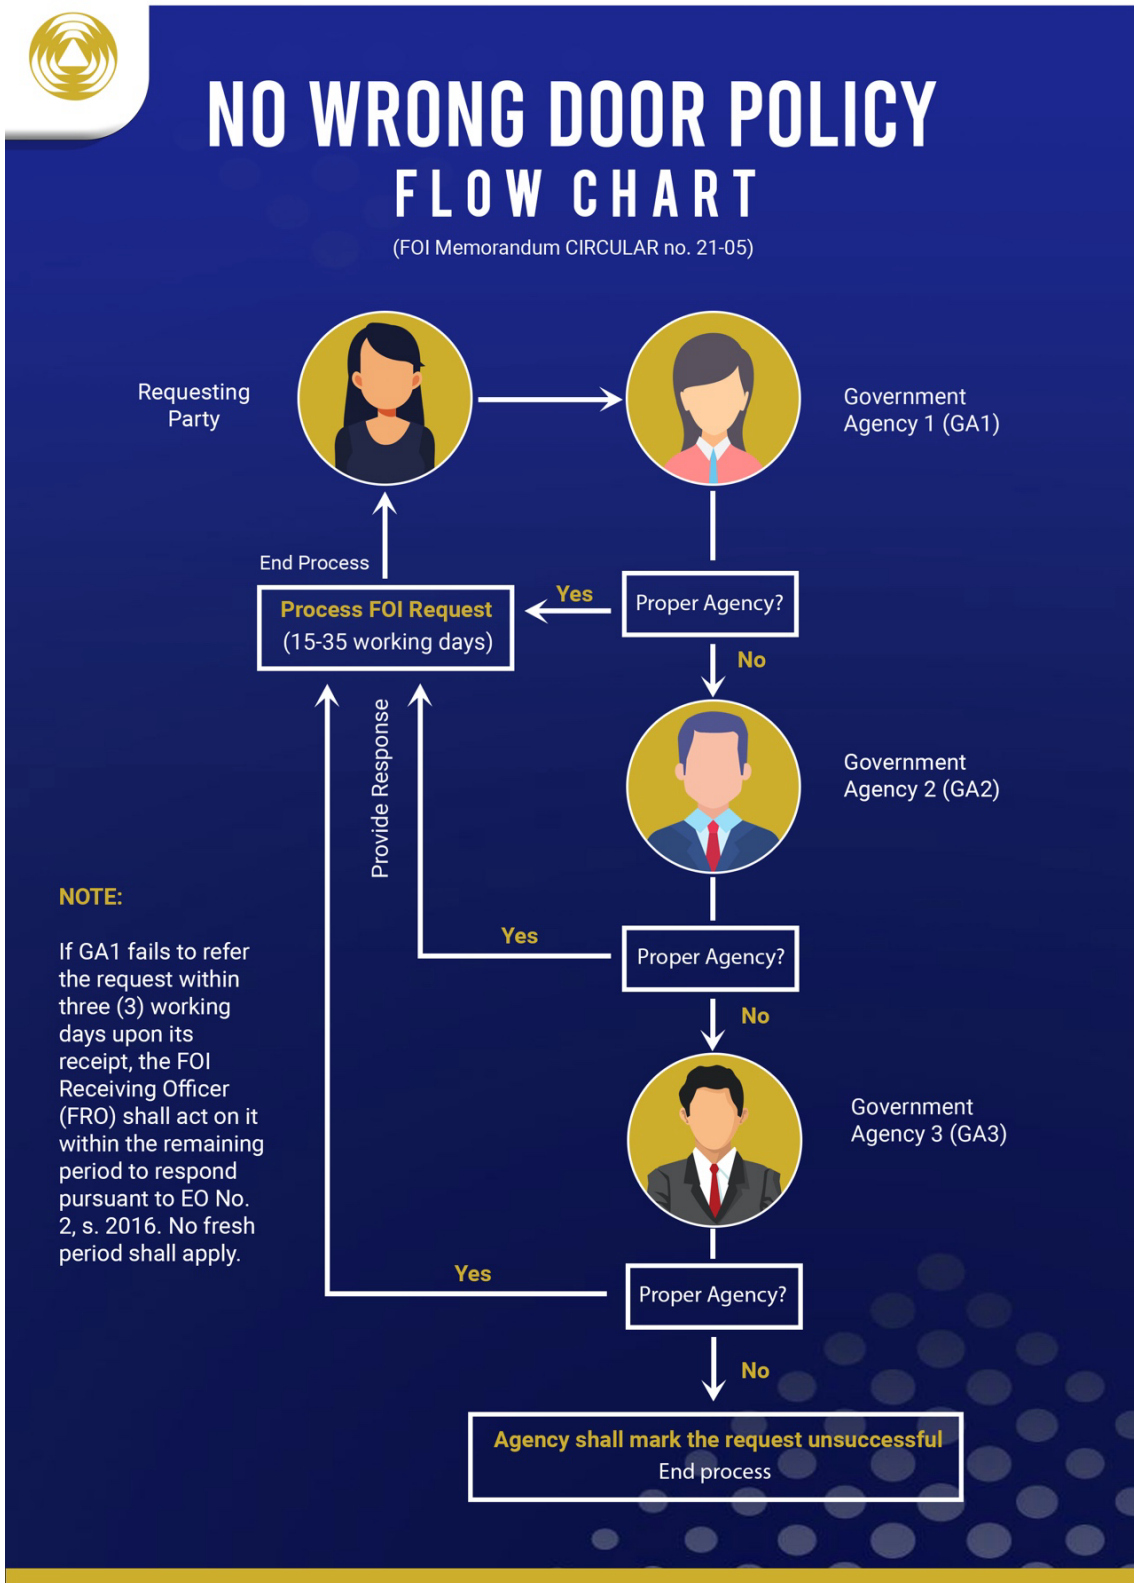 NO WRONG DOOR POLICY
FLOW CHART
(FOI Memorandum CIRCULAR no. 21-05)
Requesting
Party
Government
Agency 1 (GA1)
End Process
Process FOI Request
(15-35 working days)
Yes
Proper Agency?
No
Provide Response
Government
Agency 2 (GA2)
Yes
Proper Agency?
No
NOTE:
If GA1 fails to refer
the request within
three (3) working
days upon its
receipt, the FOI
Receiving Officer
(FRO) shall act on it
within the remaining
period to respond
pursuant to EO No.
2, s. 2016. No fresh
period shall apply.
Government
Agency 3 (GA3)
Yes
Proper Agency?
No
Agency shall mark the request unsuccessful
End process